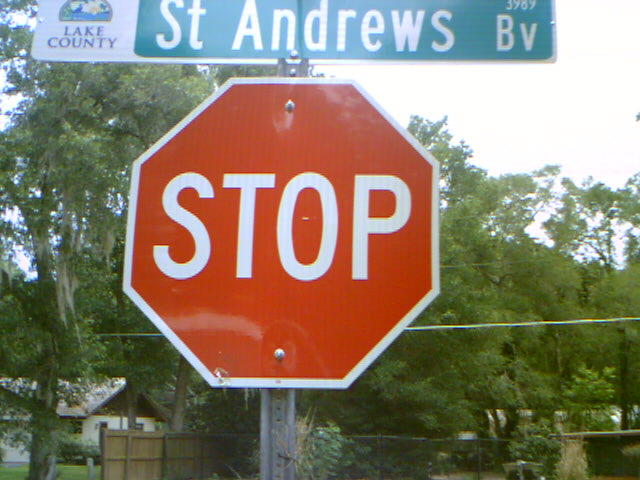 LAKE
COUNTY
St Andrews Bv
3989
STOP